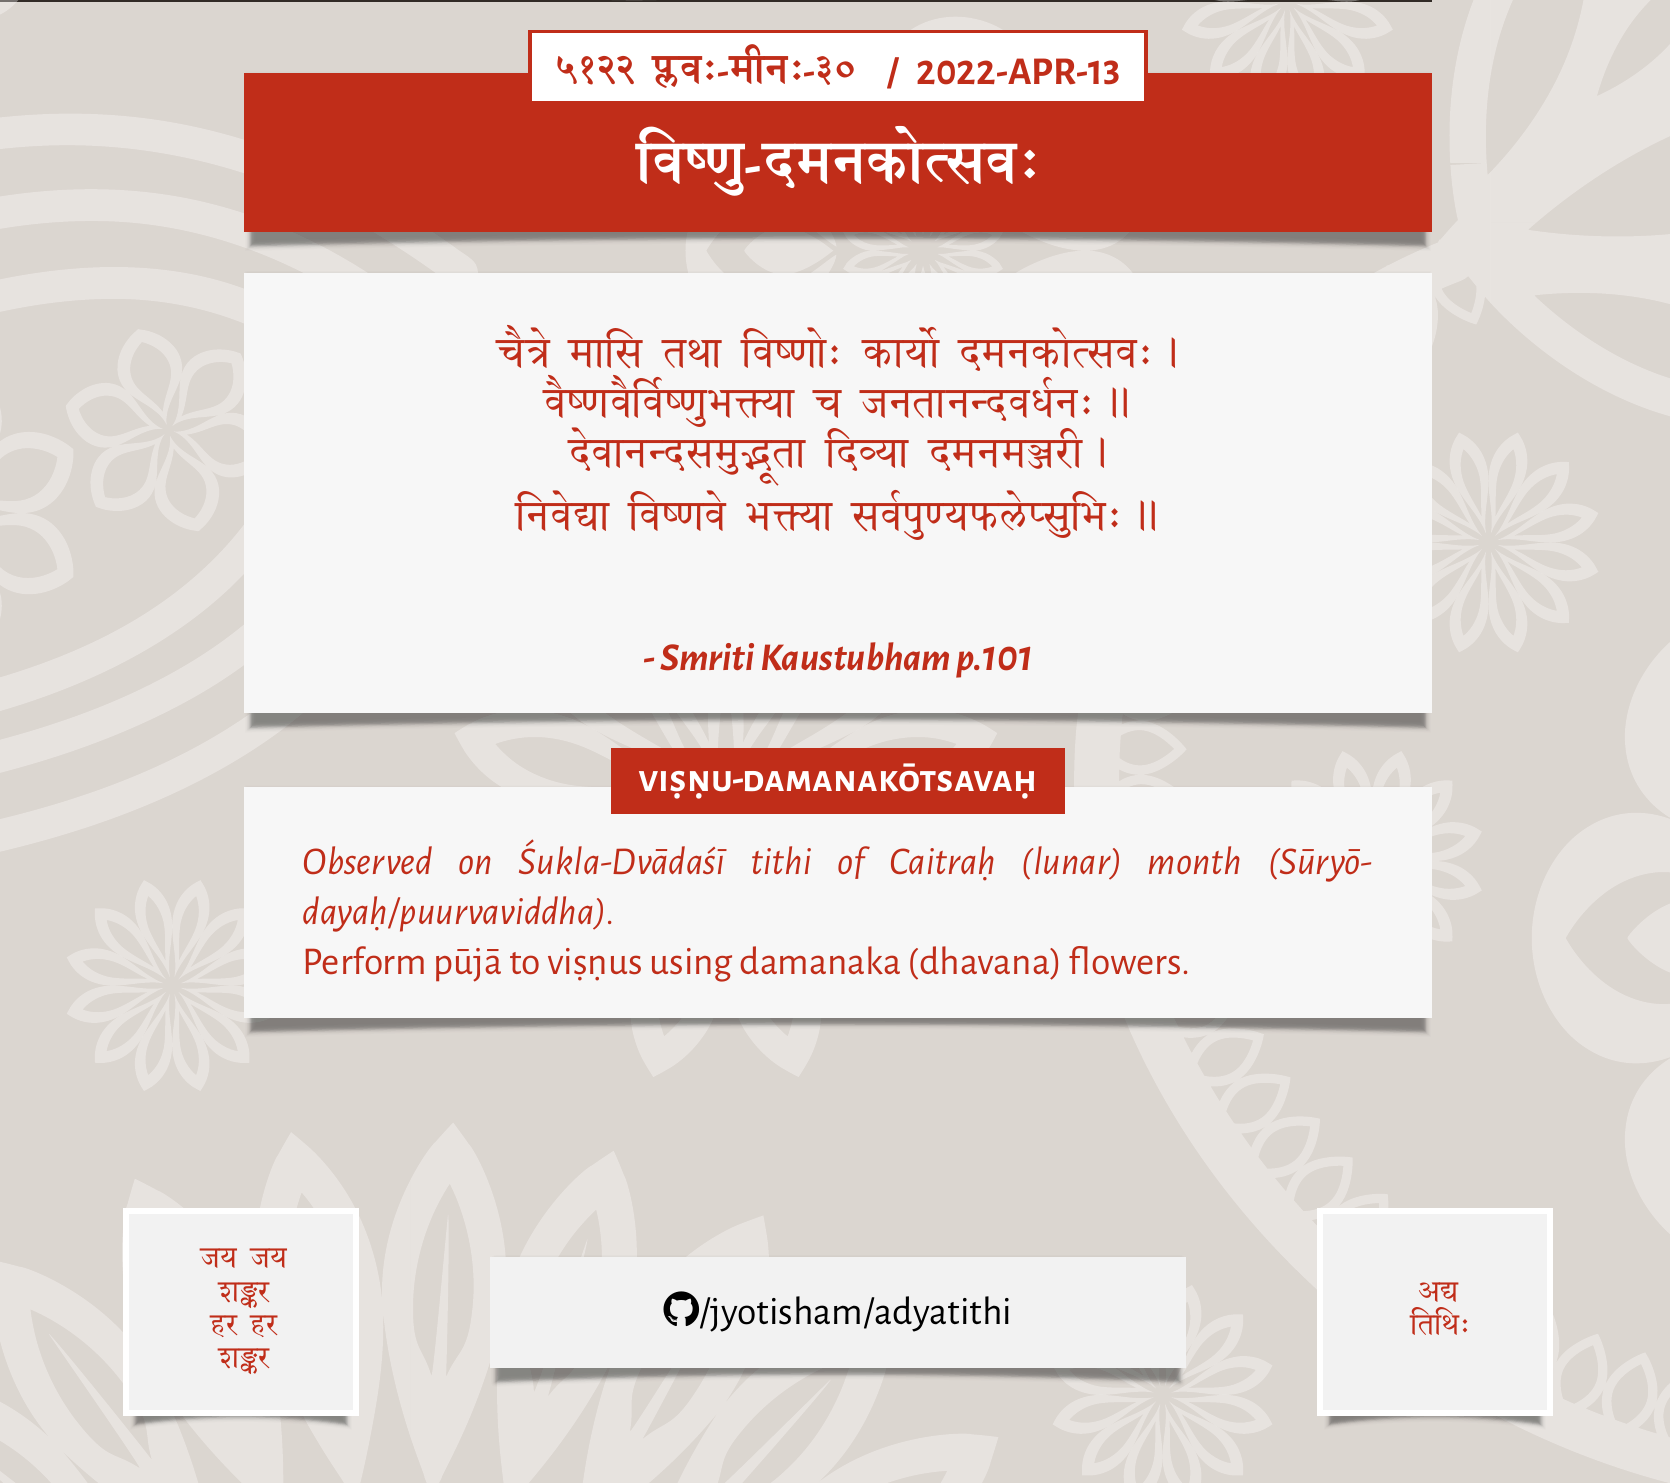 ५१२२ प्लवः-मीनः-३० / 2022-APR-13
विष्णु-दमनकोत्सवः
चैत्रे मासि तथा विष्णोः कार्यो दमनकोत्सवः ।
वैष्णवैर्विष्णुभक्त्या च जनतानन्दवर्धनः ॥
देवानन्दसमुद्भूता दिव्या दमनमञ्जरी ।
निवेद्या विष्णवे भक्त्या सर्वपुण्यफलेप्सुभिः ॥
- Smriti Kaustubham p.101
VIṢṆU-DAMANAKŌTSAVAḤ
Observed on Śukla-Dvādaśī tithi of Caitraḥ (lunar) month (Sūryō-
dayaḥ/puurvaviddha).
Perform pūjā to viṣṇus using damanaka (dhavana) flowers.
जय जय
शङ्कर
हर हर
शङ्कर
/jyotisham/adyatithi
अद्य
तिथिः